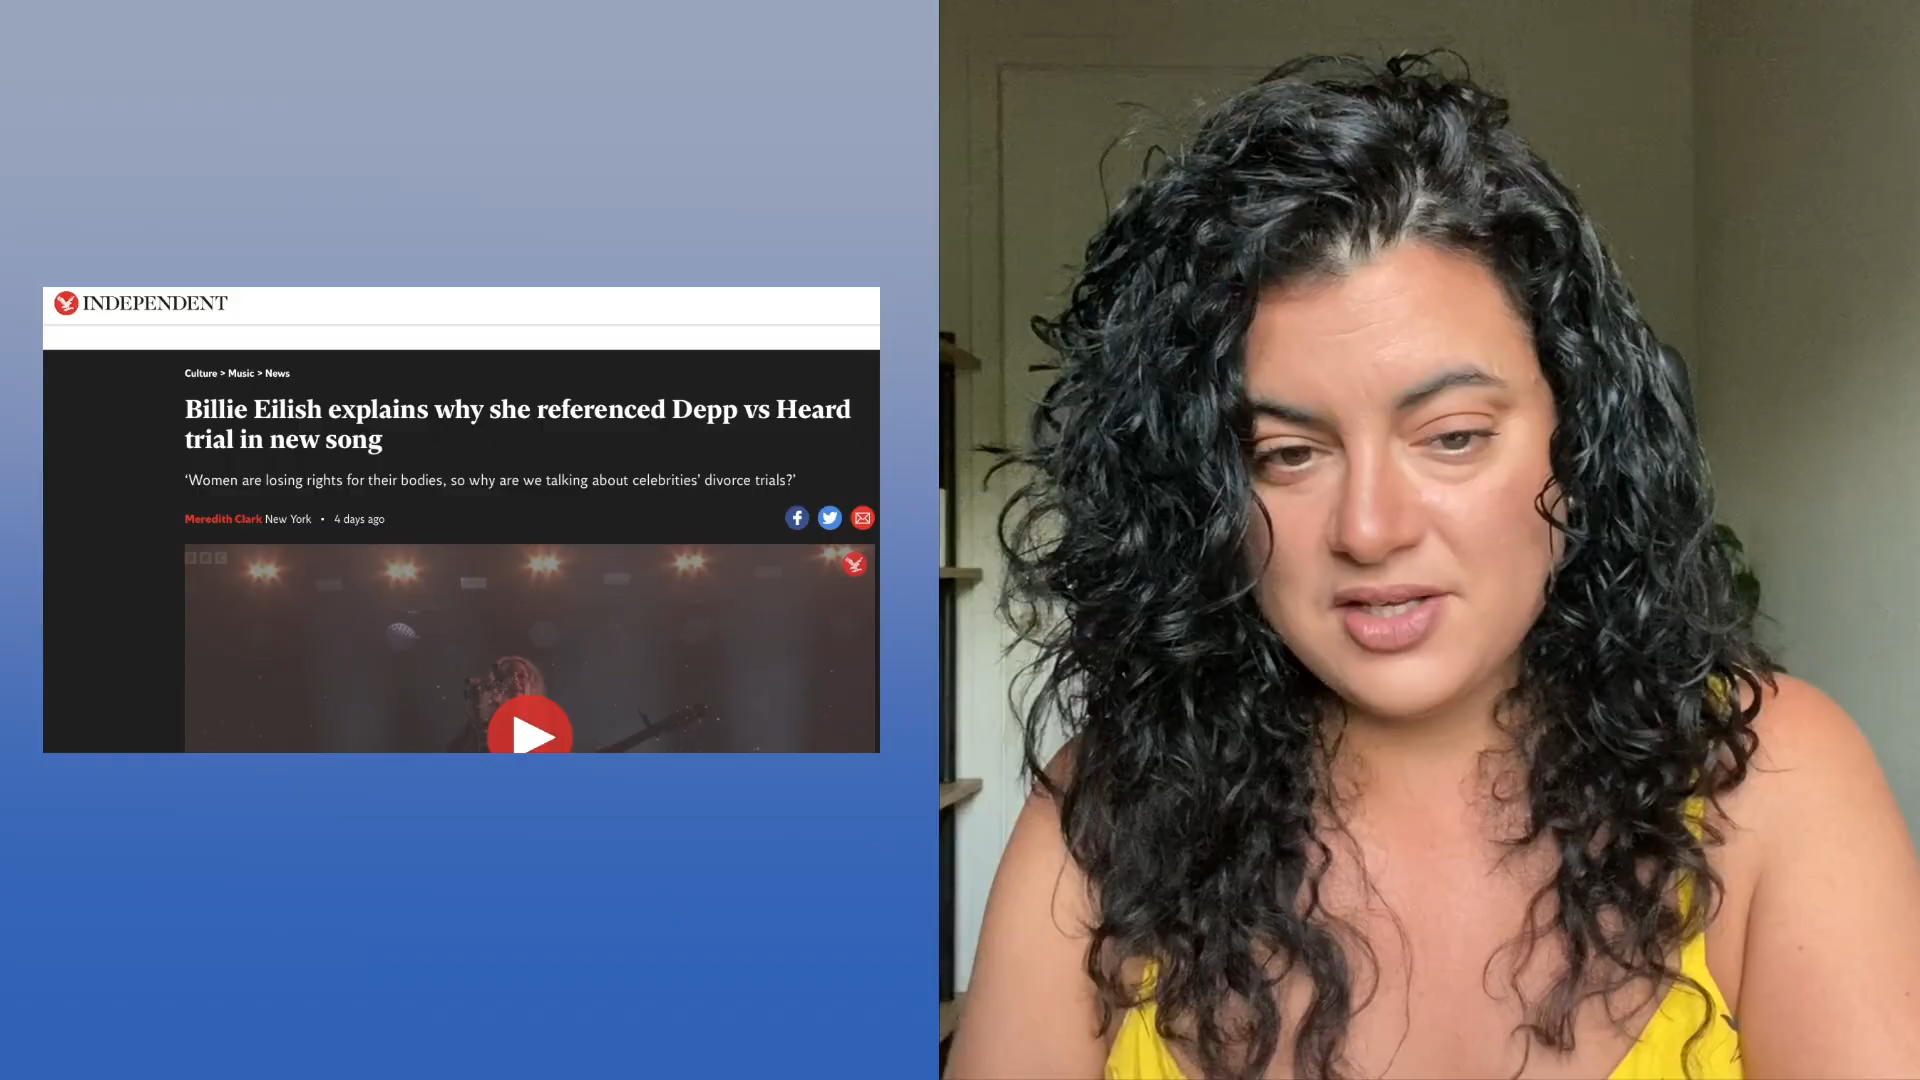 INDEPENDENT
Culture > Music > News
Billie Eilish explains why she referenced Depp vs Heard
trial in new song
‘Women are losing rights for their bodies, so why are we talking about celebrities’ divorce trials?’
Meredith Clark New York • 4 days ago
BBC